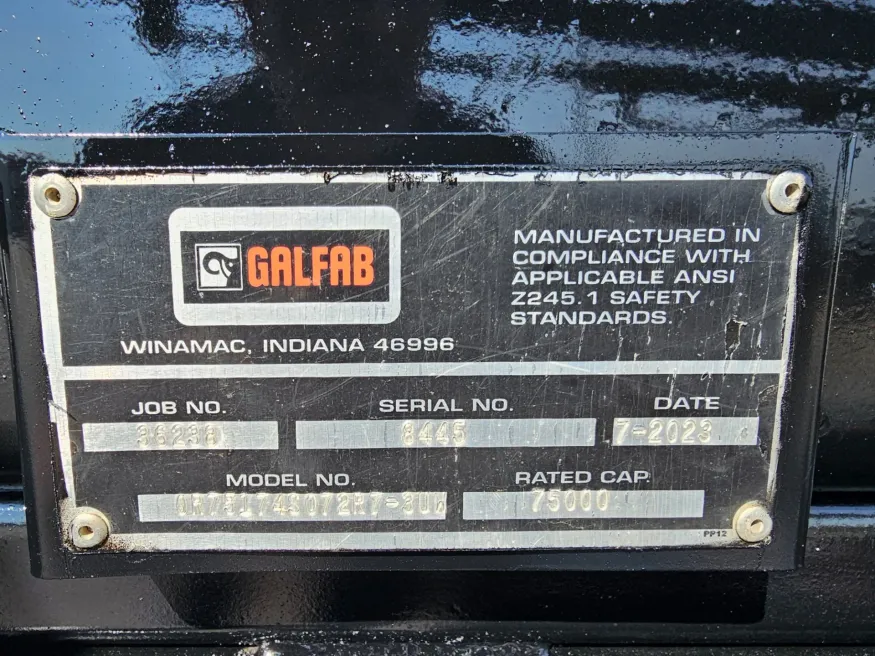 GALFAB
MANUFACTURED IN
COMPLIANCE WITH
APPLICABLE ANSI
Z245.1 SAFETY
STANDARDS.
WINAMAC, INDIANA 46996
JOB NO. SERIAL NO. DATE
36238 8445 7-2023
MODEL NO. RATED CAP.
75000
PP12